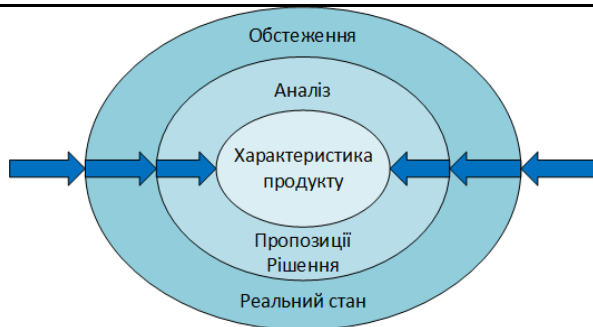 Обстеження
Аналіз
Характеристика
продукту
Пропозиції
Рішення
Реальний стан